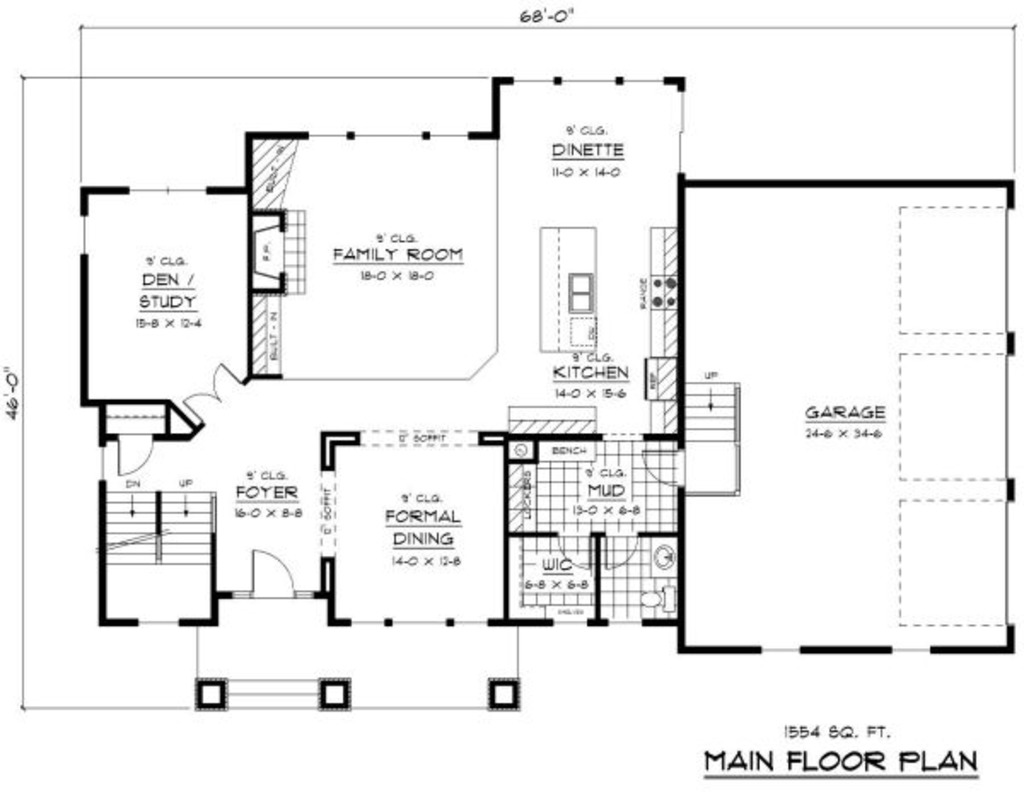 68'-0"
46'-0"
9' CLG.
DINETTE
11-0 X 14-0
BUILT-IN
9' CLG.
FAMILY ROOM
18-0 X 18-0
F.P.
9' CLG.
DEN /
STUDY
15-8 X 12-4
BUILT-IN
RANGE
DW
9' CLG.
KITCHEN
14-0 X 15-6
REF
UP
GARAGE
24-6 X 34-6
12" SOFFIT
BENCH
LOCKERS
9' CLG.
MUD
13-0 X 6-8
DN
UP
9' CLG.
FOYER
16-0 X 8-8
12" SOFFIT
9' CLG.
FORMAL
DINING
14-0 X 12-8
WIC
6-8 X 6-8
SHELVES
1554 SQ. FT.
MAIN FLOOR PLAN